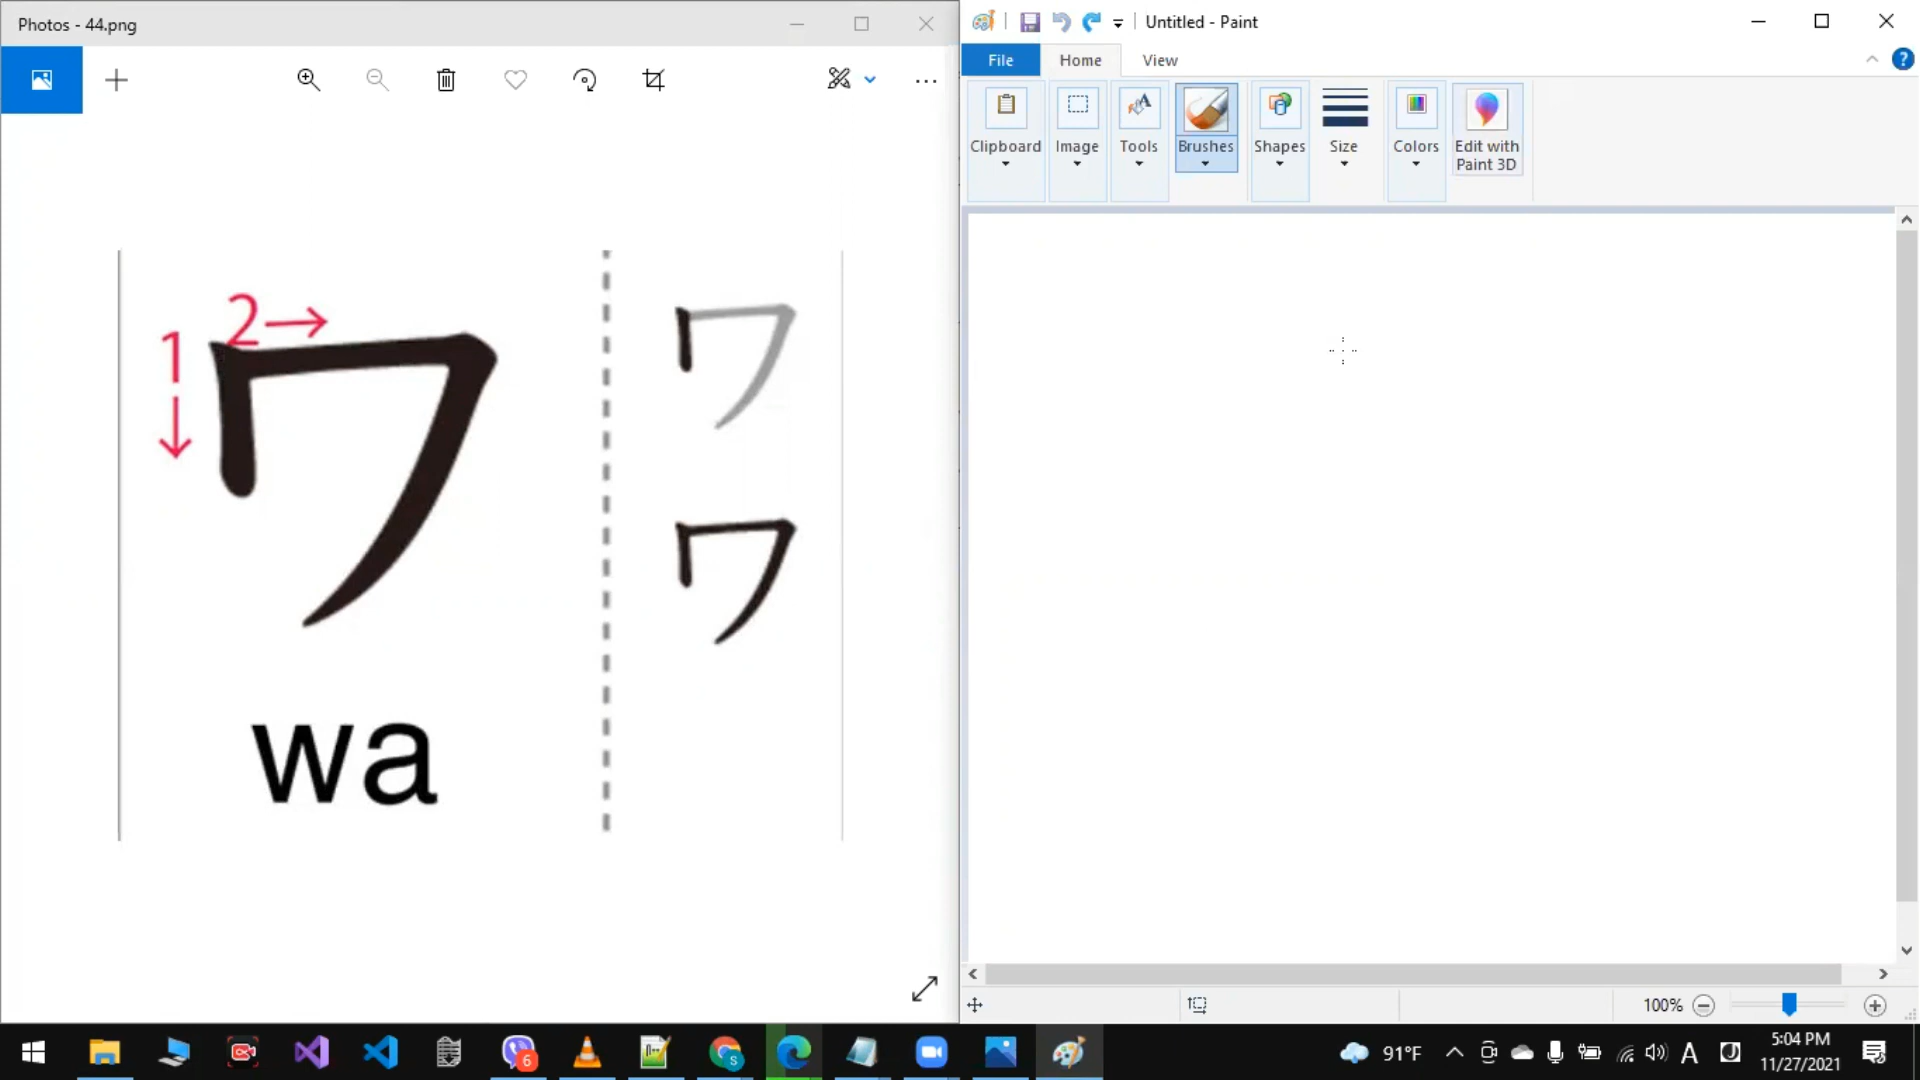 Photos - 44.png
Untitled - Paint
File
Home
View
?
Clipboard
Image
Tools
Brushes
Shapes
Size
Colors
Edit with
Paint 3D
2→
1
↓
ワ
ワ
ワ
wa
100%
6
S
91°F
A
J
5:04 PM
11/27/2021